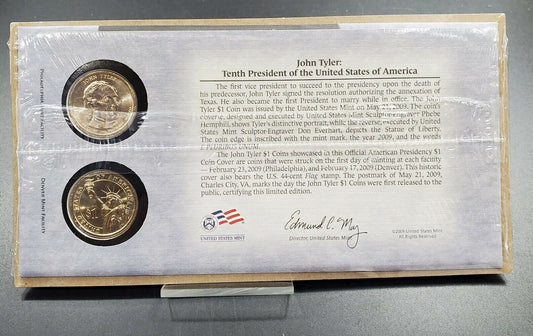 John Tyler:
Tenth President of the United States of America
The first vice president to succeed to the presidency upon the death of
his predecessor, John Tyler signed the resolution authorizing the annexation of
Texas. He also became the first President to marry while in office. The John
Tyler $1 Coin was issued by the United States Mint on May 21, 2009. The coin's
obverse, designed and executed by United States Mint Sculptor-Engraver Phebe
Hemphill, shows Tyler's distinctive portrait; while the reverse, executed by United
States Mint Sculptor-Engraver Don Everhart, depicts the Statue of Liberty.
The coin edge is inscribed with the mint mark, the year 2009, and the words
E PLURIBUS UNUM.
The John Tyler $1 Coins showcased in this Official American Presidency $1
Coin Cover are coins that were struck on the first day of minting at each facility
— February 23, 2009 (Philadelphia), and February 17, 2009 (Denver). This historic
cover also bears the U.S. 44-cent Flag stamp. The postmark of May 21, 2009,
Charles City, VA, marks the day the John Tyler $1 Coins were first released to the
public, certifying this limited edition.
UNITED STATES MINT
Edmund C. Moy
Director, United States Mint
©2009 United States Mint
All Rights Reserved
JOHN TYLER
DENVER MINT FACILITY